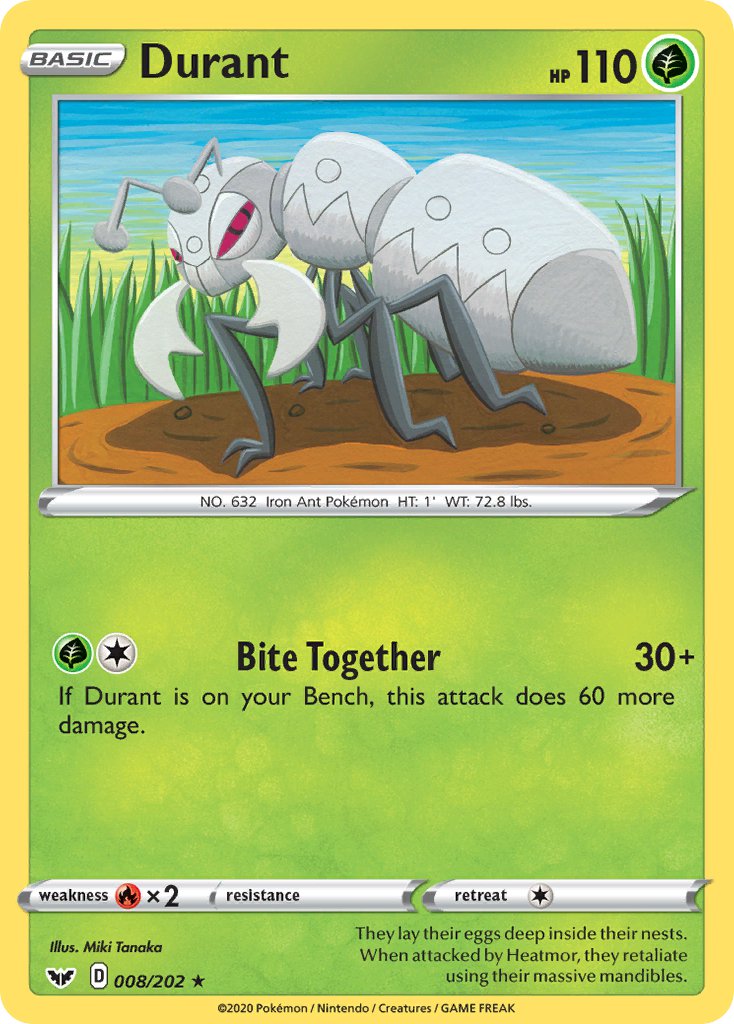 BASIC Durant HP 110
NO. 632 Iron Ant Pokémon HT: 1' WT: 72.8 lbs.
Bite Together 30+
If Durant is on your Bench, this attack does 60 more
damage.
weakness ×2 resistance retreat
Illus. Miki Tanaka
They lay their eggs deep inside their nests.
When attacked by Heatmor, they retaliate
using their massive mandibles.
D 008/202 ★
©2020 Pokémon / Nintendo / Creatures / GAME FREAK